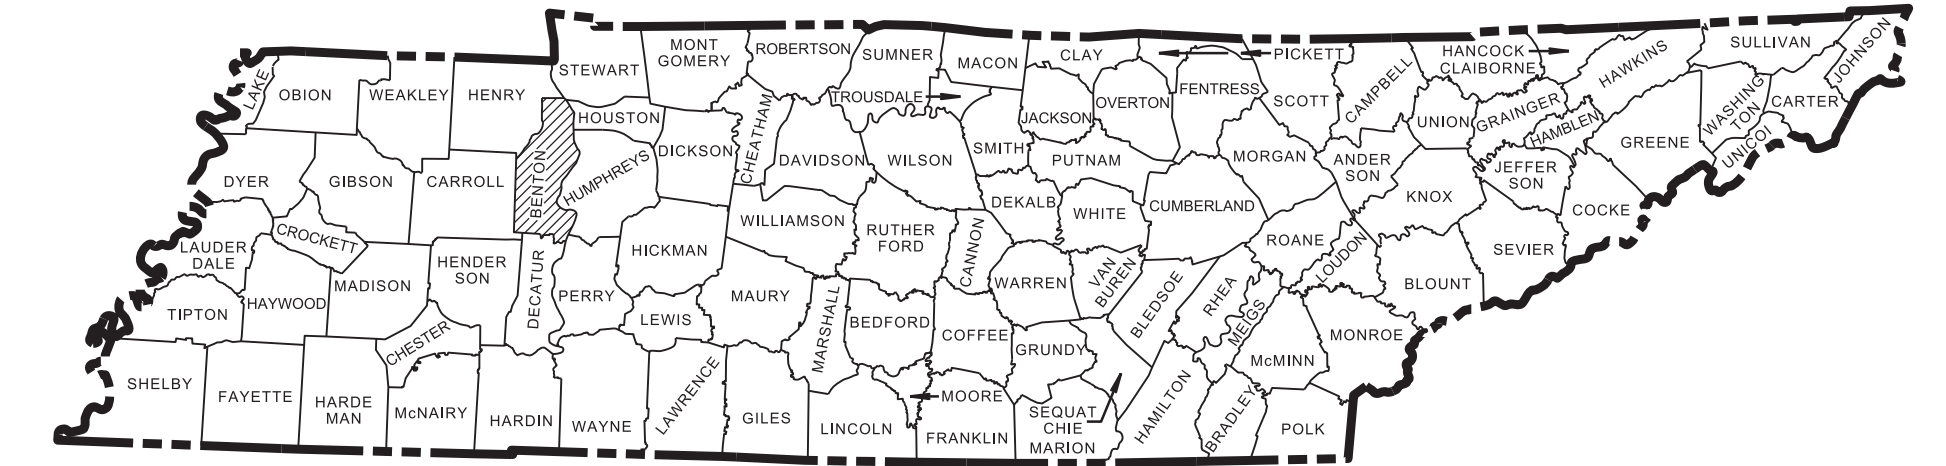 LAKE
OBION
WEAKLEY
HENRY
STEWART
MONT
GOMERY
ROBERTSON
SUMNER
MACON
CLAY
PICKETT
HANCOCK
CLAIBORNE
HAWKINS
SULLIVAN
JOHNSON
HOUSTON
CHEATHAM
TROUSDALE
JACKSON
OVERTON
FENTRESS
SCOTT
CAMPBELL
UNION
GRAINGER
HAMBLEN
GREENE
WASHING
TON
CARTER
UNICOI
DYER
GIBSON
CARROLL
BENTON
HUMPHREYS
DICKSON
DAVIDSON
WILSON
SMITH
PUTNAM
MORGAN
ANDER
SON
KNOX
JEFFER
SON
COCKE
LAUDER
DALE
CROCKETT
HENDER
SON
DECATUR
HICKMAN
WILLIAMSON
RUTHER
FORD
CANNON
DEKALB
WHITE
CUMBERLAND
ROANE
LOUDON
SEVIER
TIPTON
HAYWOOD
MADISON
PERRY
LEWIS
MAURY
MARSHALL
BEDFORD
COFFEE
WARREN
VAN
BUREN
BLEDSOE
RHEA
MEIGS
BLOUNT
MONROE
CHESTER
GRUNDY
McMINN
SHELBY
FAYETTE
HARDE
MAN
McNAIRY
HARDIN
WAYNE
LAWRENCE
GILES
LINCOLN
MOORE
FRANKLIN
SEQUAT
CHIE
MARION
HAMILTON
BRADLEY
POLK